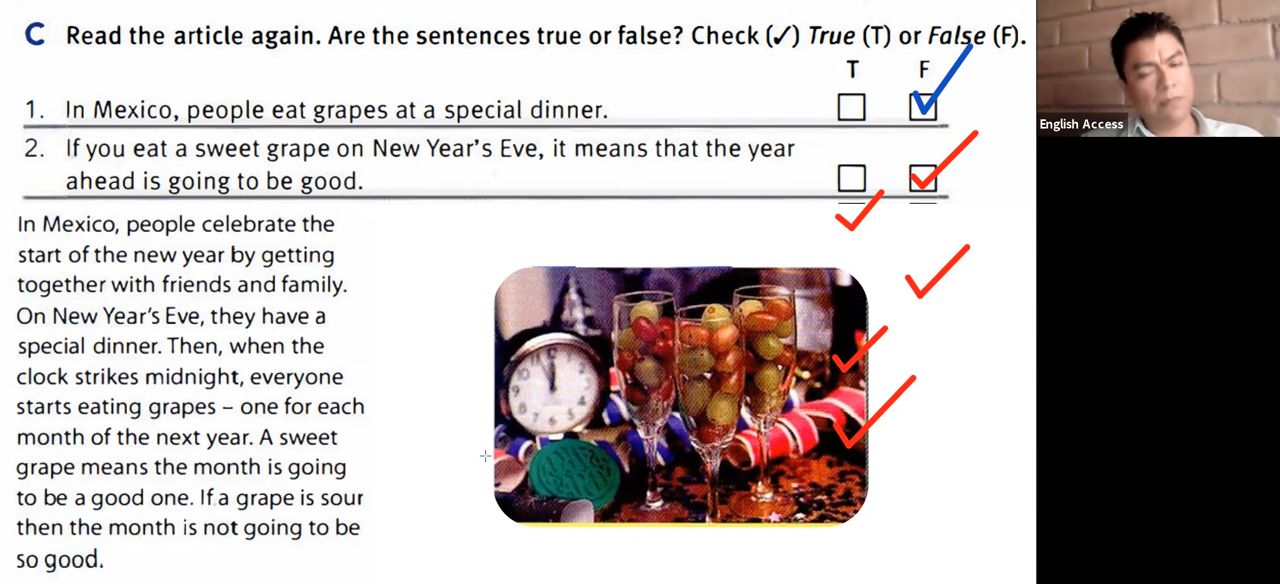 C Read the article again. Are the sentences true or false? Check (✓) True (T) or False (F).
T F
1. In Mexico, people eat grapes at a special dinner.
2. If you eat a sweet grape on New Year's Eve, it means that the year
ahead is going to be good.
In Mexico, people celebrate the
start of the new year by getting
together with friends and family.
On New Year's Eve, they have a
special dinner. Then, when the
clock strikes midnight, everyone
starts eating grapes – one for each
month of the next year. A sweet
grape means the month is going
to be a good one. If a grape is sour
then the month is not going to be
so good.
English Access